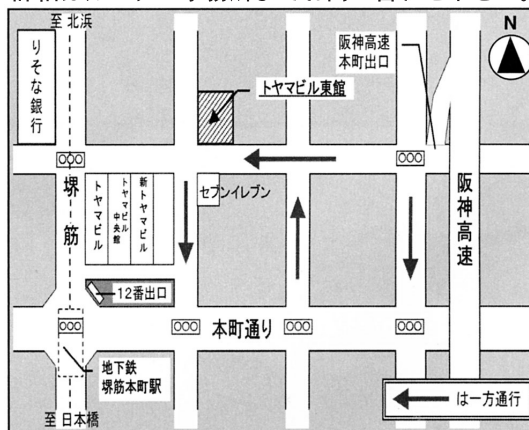 至 北浜
りそな銀行
トヤマビル東館
阪神高速
本町出口
N
堺筋
トヤマビル
トヤマビル中央館
新トヤマビル
セブンイレブン
阪神高速
12番出口
本町通り
地下鉄
堺筋本町駅
は一方通行
至 日本橋